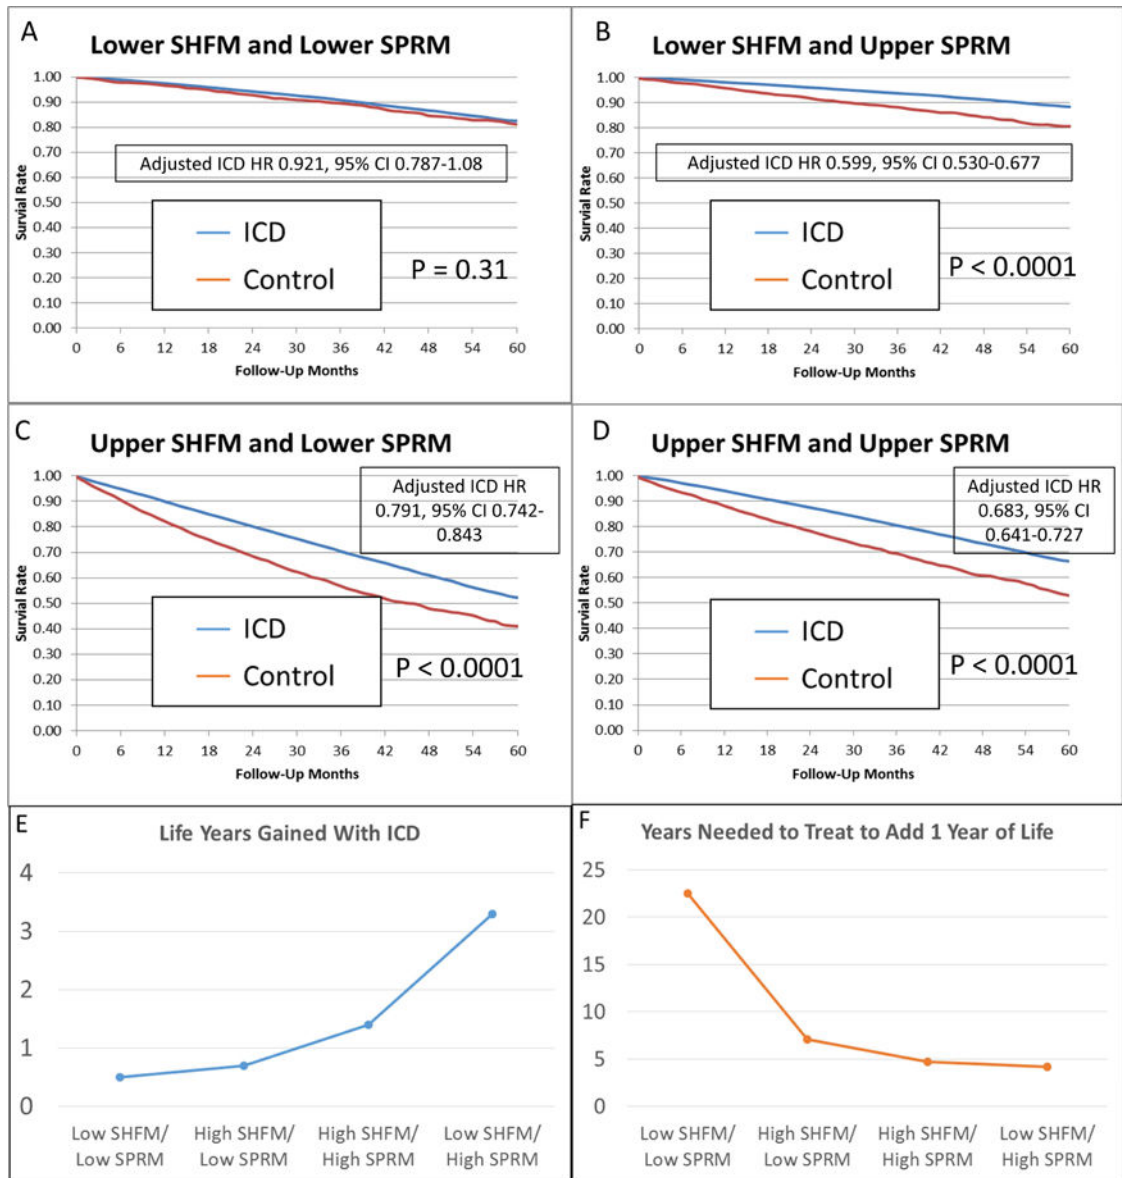 A
Lower SHFM and Lower SPRM
1.00
0.90
0.80
0.70
0.60
0.50
0.40
0.30
0.20
0.10
0.00
Survial Rate
Adjusted ICD HR 0.921, 95% CI 0.787-1.08
ICD
Control
P = 0.31
0 6 12 18 24 30 36 42 48 54 60
Follow-Up Months
B
Lower SHFM and Upper SPRM
1.00
0.90
0.80
0.70
0.60
0.50
0.40
0.30
0.20
0.10
0.00
Survial Rate
Adjusted ICD HR 0.599, 95% CI 0.530-0.677
ICD
Control
P < 0.0001
0 6 12 18 24 30 36 42 48 54 60
Follow-Up Months
C
Upper SHFM and Lower SPRM
1.00
0.90
0.80
0.70
0.60
0.50
0.40
0.30
0.20
0.10
0.00
Survial Rate
Adjusted ICD HR
0.791, 95% CI 0.742-
0.843
ICD
Control
P < 0.0001
0 6 12 18 24 30 36 42 48 54 60
Follow-Up Months
D
Upper SHFM and Upper SPRM
1.00
0.90
0.80
0.70
0.60
0.50
0.40
0.30
0.20
0.10
0.00
Survial Rate
Adjusted ICD HR
0.683, 95% CI
0.641-0.727
ICD
Control
P < 0.0001
0 6 12 18 24 30 36 42 48 54 60
Follow-Up Months
E
Life Years Gained With ICD
4
3
2
1
0
Low SHFM/ High SHFM/ High SHFM/ Low SHFM/
Low SPRM Low SPRM High SPRM High SPRM
F
Years Needed to Treat to Add 1 Year of Life
25
20
15
10
5
0
Low SHFM/ High SHFM/ High SHFM/ Low SHFM/
Low SPRM Low SPRM High SPRM High SPRM